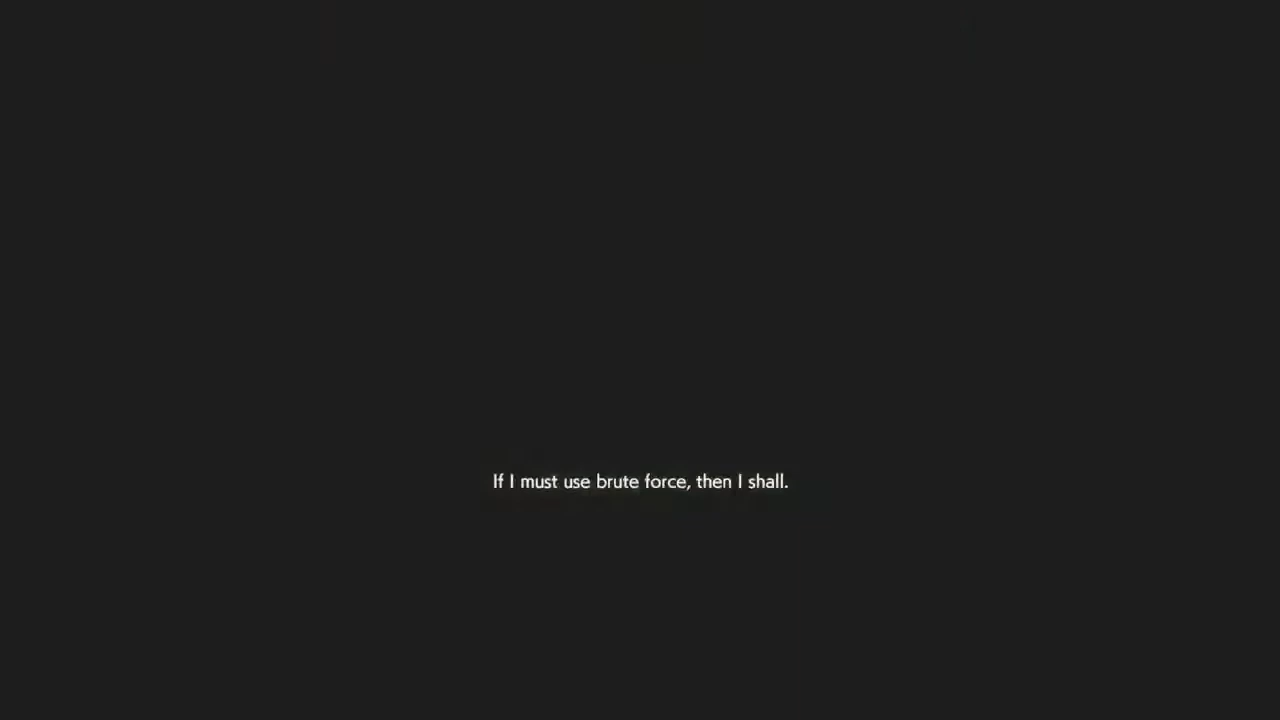 If I must use brute force, then I shall.